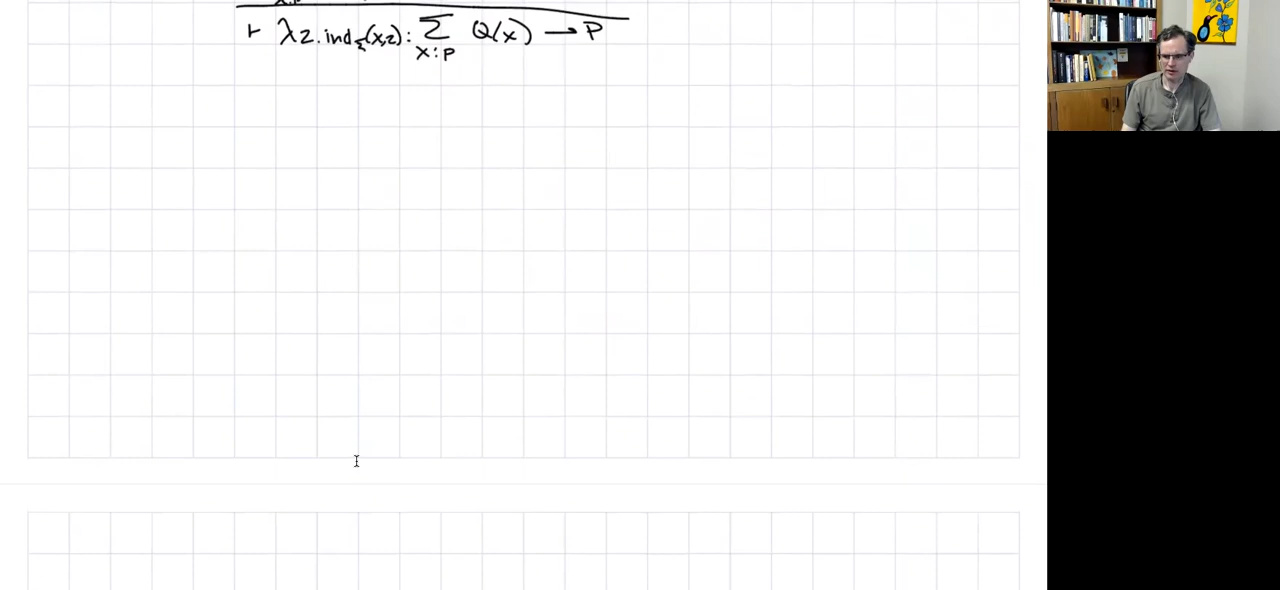 ⊢ λz.ind_Σ(x,z): Σ_{x:P} Q(x) → P